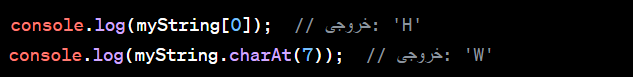 console.log(myString[0]);  // خروجی: 'H'
console.log(myString.charAt(7));  // خروجی: 'W'